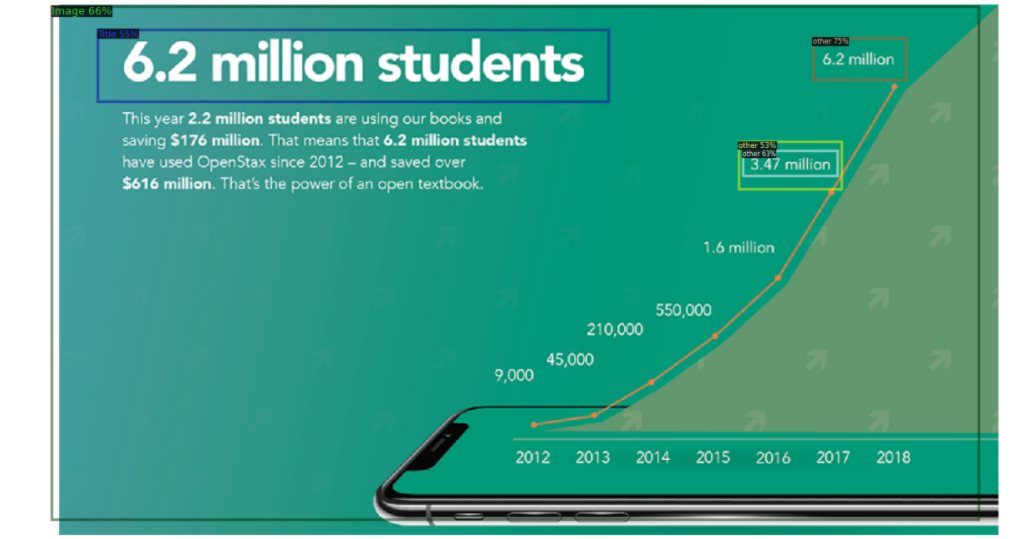 Image 66%
Title 55%
6.2 million students
This year 2.2 million students are using our books and
saving $176 million. That means that 6.2 million students
have used OpenStax since 2012 – and saved over
$616 million. That's the power of an open textbook.
other 75%
6.2 million
other 53%
other 63%
3.47 million
1.6 million
550,000
210,000
45,000
9,000
2012 2013 2014 2015 2016 2017 2018